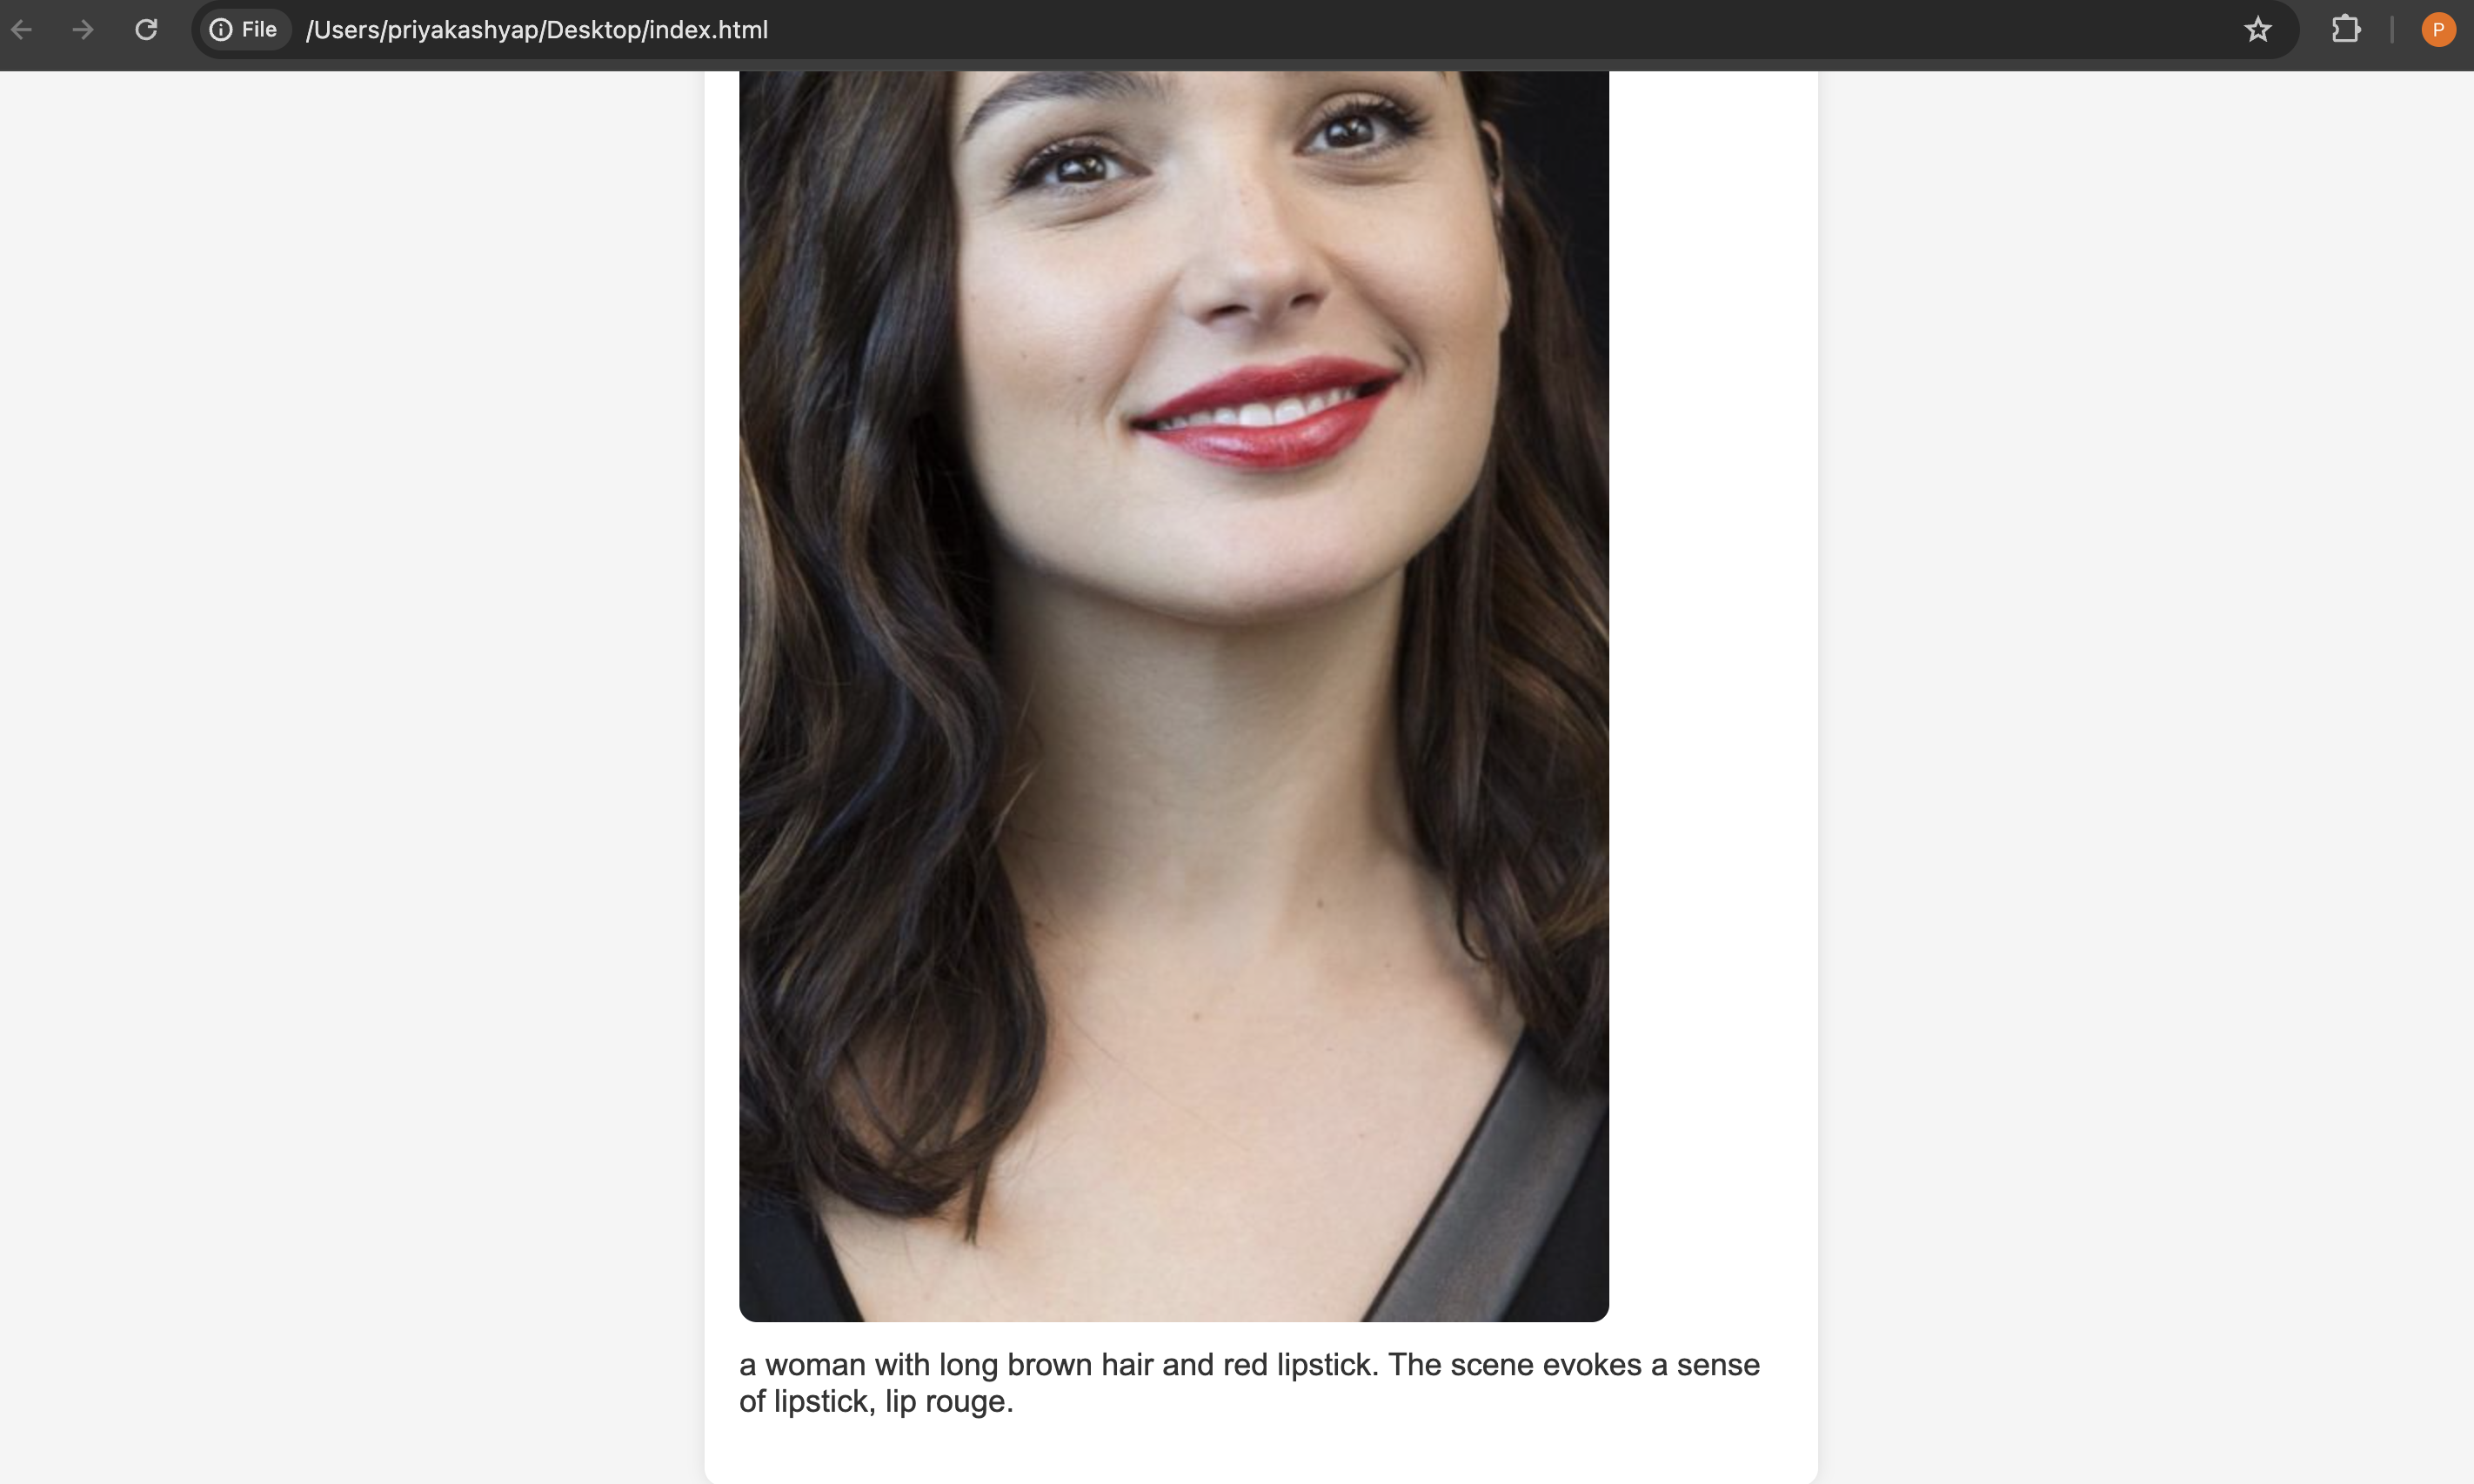 File /Users/priyakashyap/Desktop/index.html
P
a woman with long brown hair and red lipstick. The scene evokes a sense
of lipstick, lip rouge.